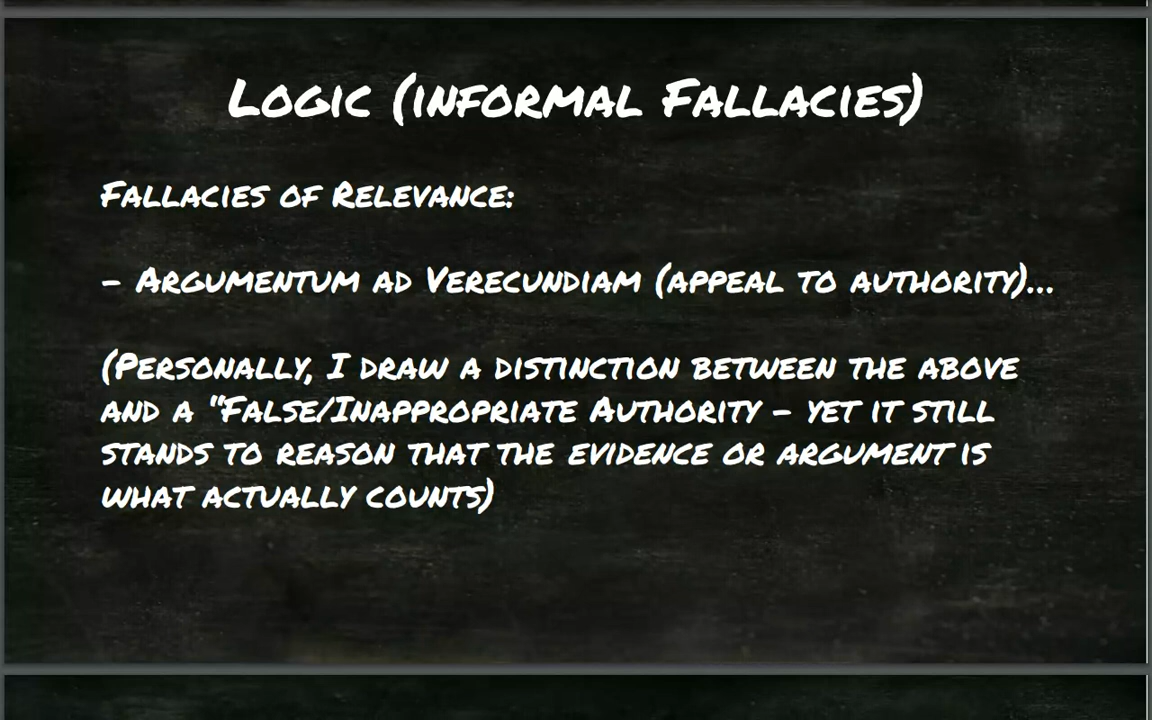 Logic (informal Fallacies)
Fallacies of Relevance:
- Argumentum ad Verecundiam (appeal to authority)...
(Personally, I draw a distinction between the above
and a "False/Inappropriate Authority - yet it still
stands to reason that the evidence or argument is
what actually counts)